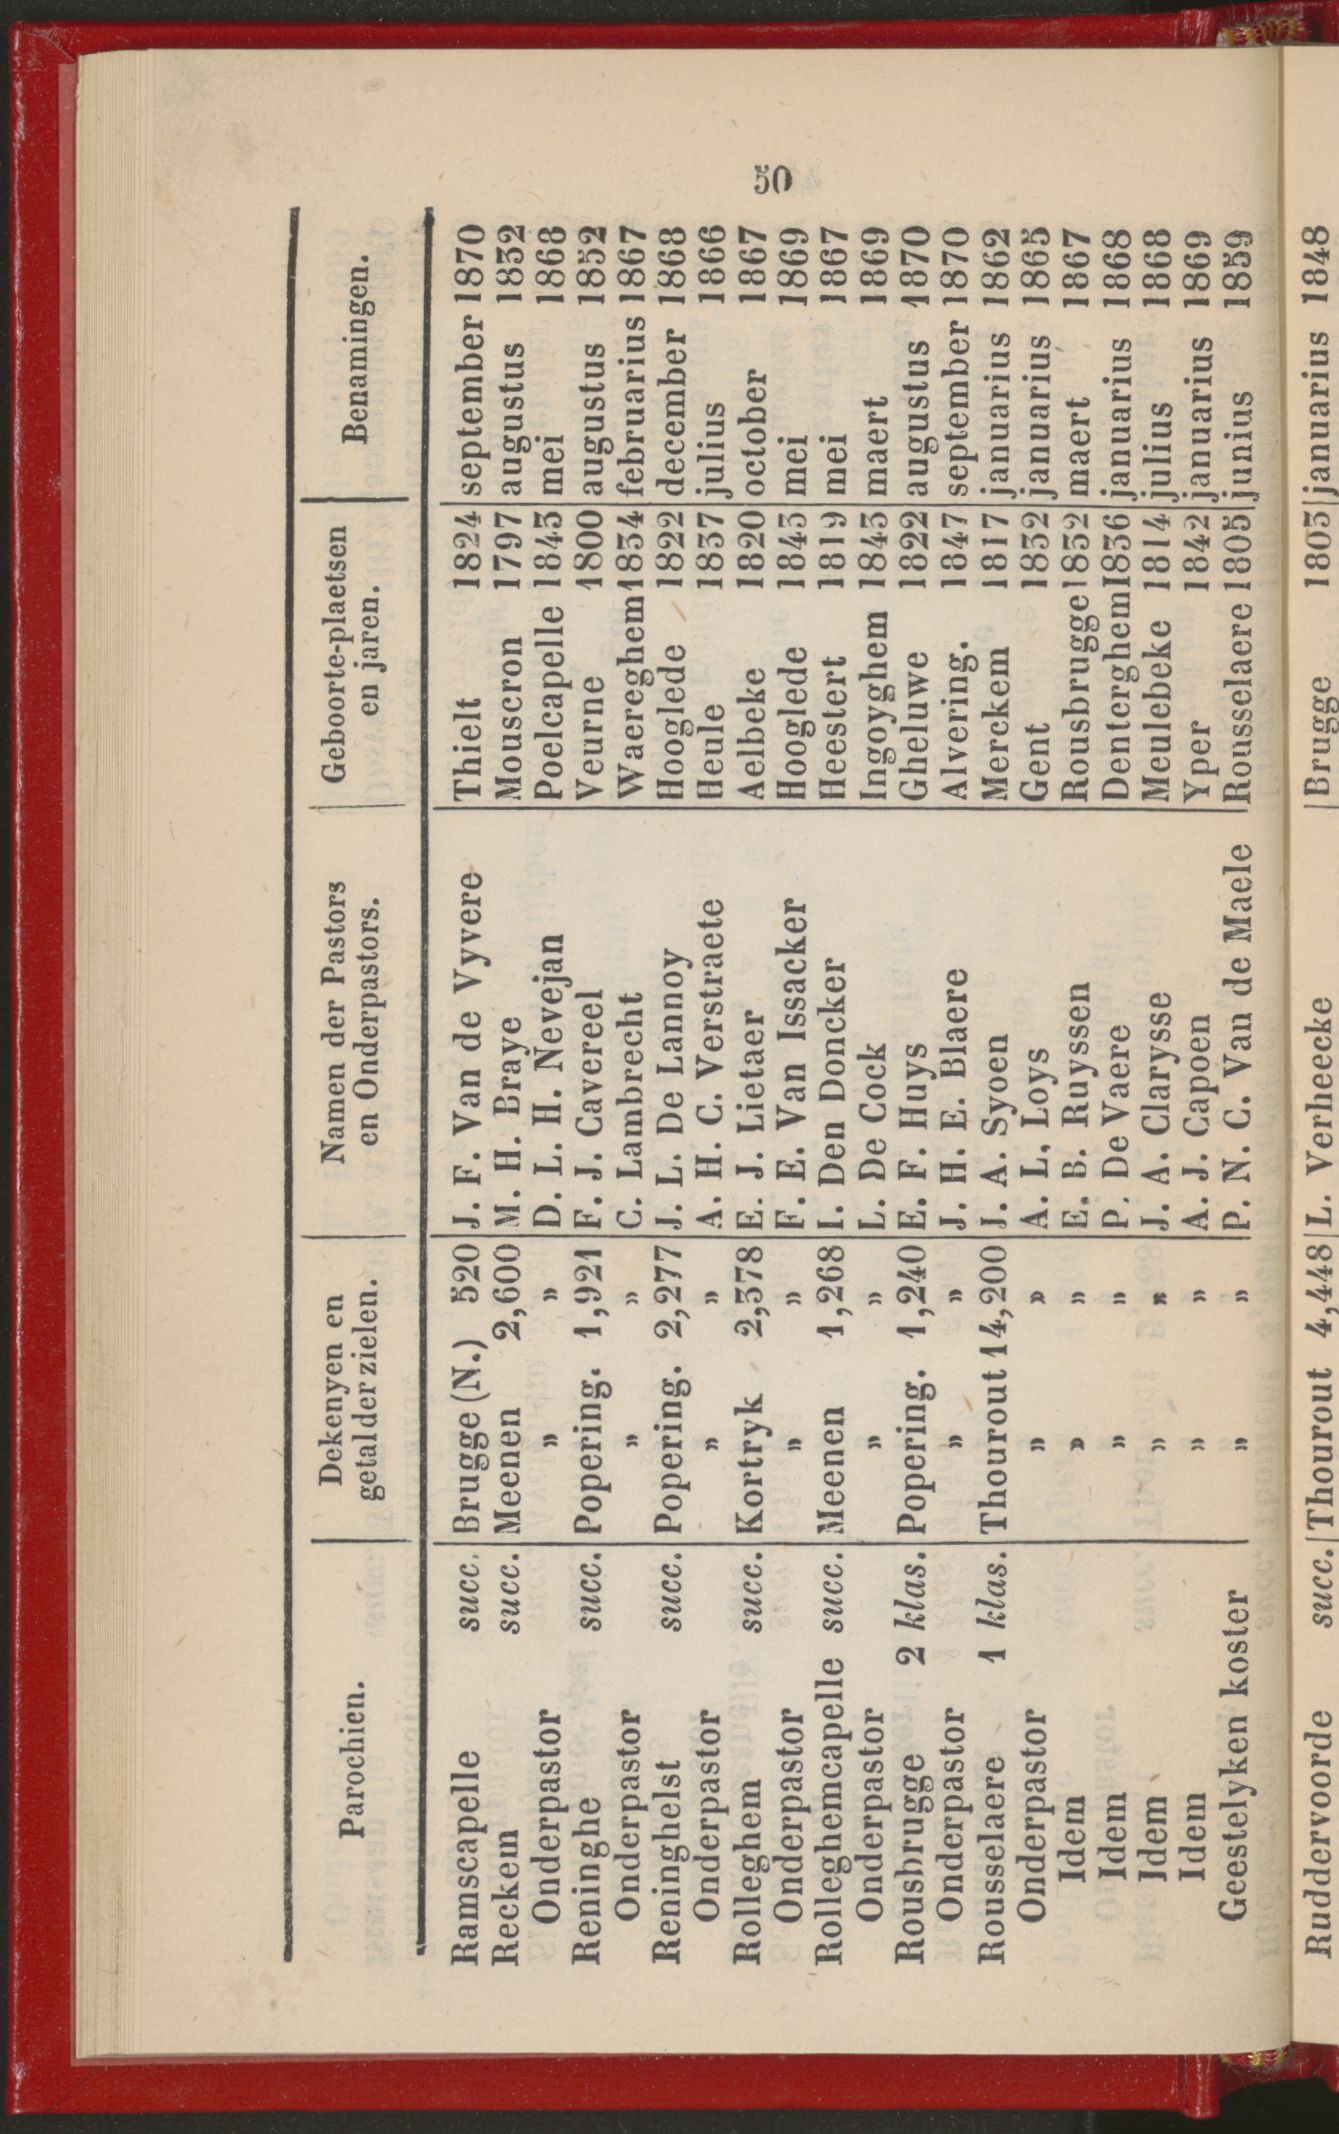 50
Parochien. Dekenyen en getal der zielen. Namen der Pastors en Onderpastors. Geboorte-plaetsen en jaren. Benamingen.
Ramscapelle succ. Brugge (N.) 520 J. F. Van de Vyvere Thielt 1824 september 1870
Reckem succ. Meenen 2,600 M. H. Braye Mouscron 1797 augustus 1832
Onderpastor » » D. L. H. Nevejan Poelcapelle 1843 mei 1868
Reninghe succ. Popering. 1,921 F. J. Cavereel Veurne 1800 augustus 1852
Onderpastor » » C. Lambrecht Waereghem 1834 februarius 1867
Reninghelst succ. Popering. 2,277 J. L. De Lannoy Hooglede 1822 december 1868
Onderpastor » » A. H. C. Verstraete Heule 1837 julius 1866
Rolleghem succ. Kortryk 2,378 E. J. Lietaer Aelbeke 1820 october 1867
Onderpastor » » F. E. Van Issacker Hooglede 1843 mei 1869
Rolleghemcapelle succ. Meenen 1,268 I. Den Doncker Heestert 1819 mei 1867
Onderpastor » » L. De Cock Ingoyghem 1843 maert 1869
Rousbrugge 2 klas. Popering. 1,240 E. F. Huys Gheluwe 1822 augustus 1870
Onderpastor » » J. H. E. Blaere Alvering. 1847 september 1870
Rousselaere 1 klas. Thourout 14,200 J. A. Syoen Merckem 1817 januarius 1862
Onderpastor » » A. L. Loys Gent 1832 januarius 1865
Idem » » E. B. Ruyssen Rousbrugge 1832 maert 1867
Idem » » P. De Vaere Denterghem 1836 januarius 1868
Idem » » J. A. Clarysse Meulebeke 1814 julius 1868
Idem » » A. J. Capoen Yper 1842 januarius 1869
Geestelyken koster » » P. N. C. Van de Maele Rousselaere 1805 junius 1859
Ruddervoorde succ. Thourout 4,448 L. Verheecke Brugge 1803 januarius 1848